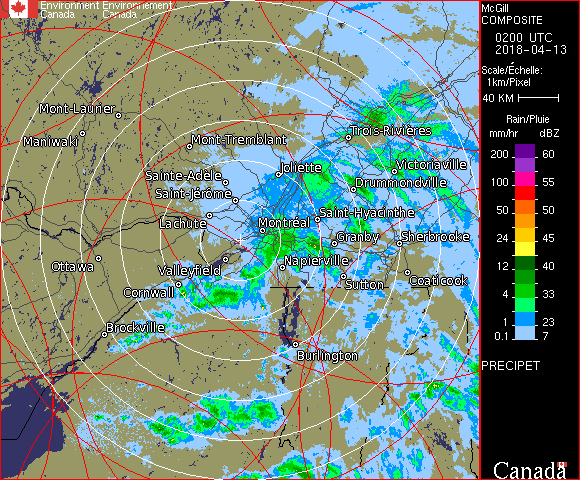 Environment Environnement
Canada Canada
McGill
COMPOSITE
0200 UTC
2018-04-13
Scale/Échelle:
1km/Pixel
40 KM
Rain/Pluie
mm/hr dBZ
200 60
100 55
50 50
24 45
12 40
4 33
1 23
0.1 7
PRECIPET
Canada
Mont-Laurier
Maniwaki
Mont-Tremblant
Trois-Rivières
Sainte-Adèle
Joliette
Victoriaville
Saint-Jérôme
Drummondville
Lachute
Montréal
Saint-Hyacinthe
Granby
Sherbrooke
Ottawa
Valleyfield
Napierville
Sutton
Coaticook
Cornwall
Brockville
Burlington